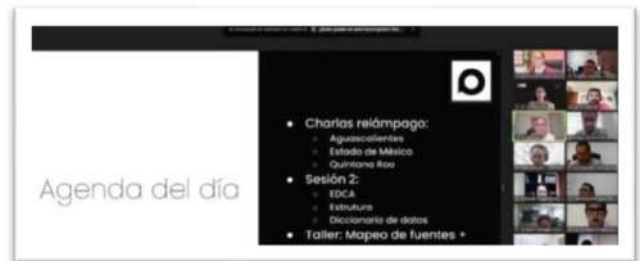 Agenda del día
• Charlas relámpago:
○ Aguascalientes
○ Estado de México
○ Quintana Roo
• Sesión 2:
○ EDCA
○ Estrutura
○ Diccionario de datos
• Taller: Mapeo de fuentes +